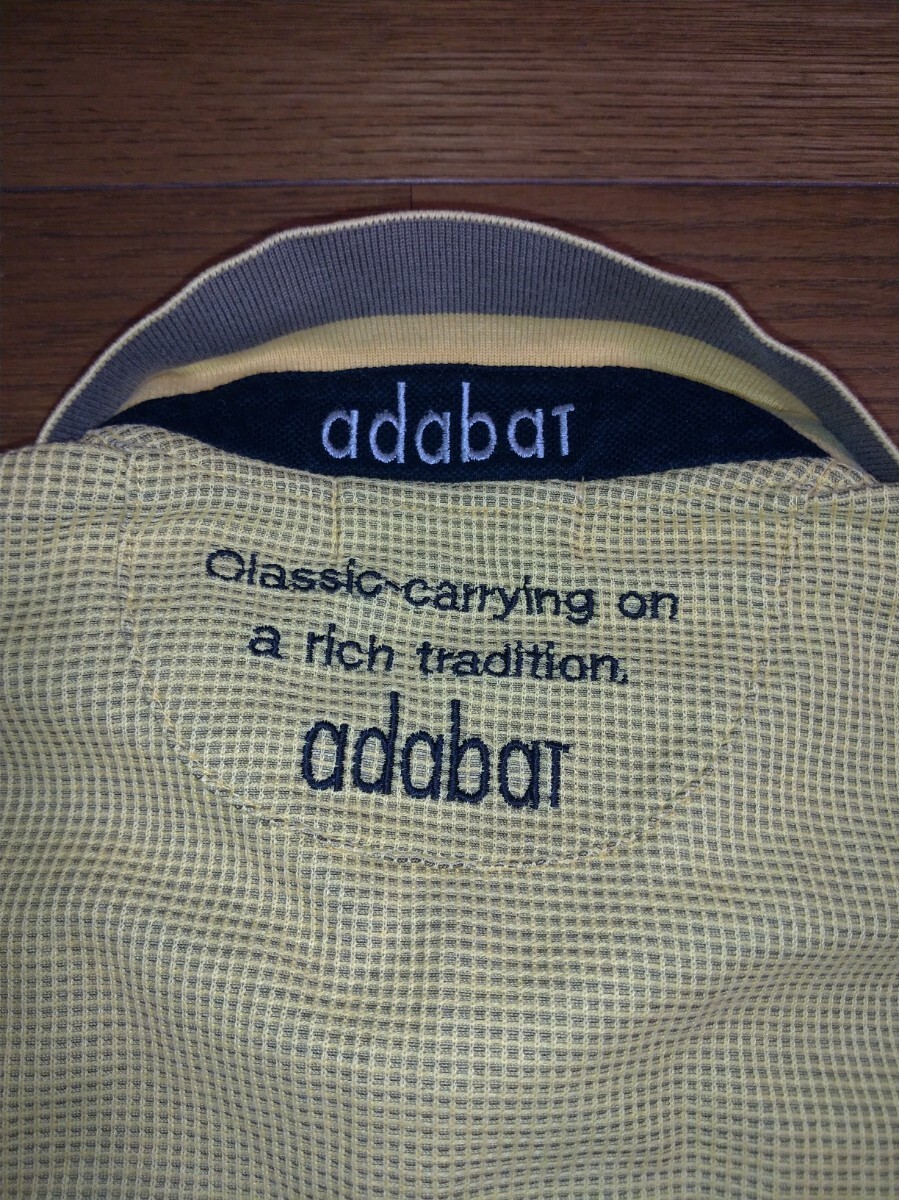 adabat
Classic~carrying on
a rich tradition.
adabat